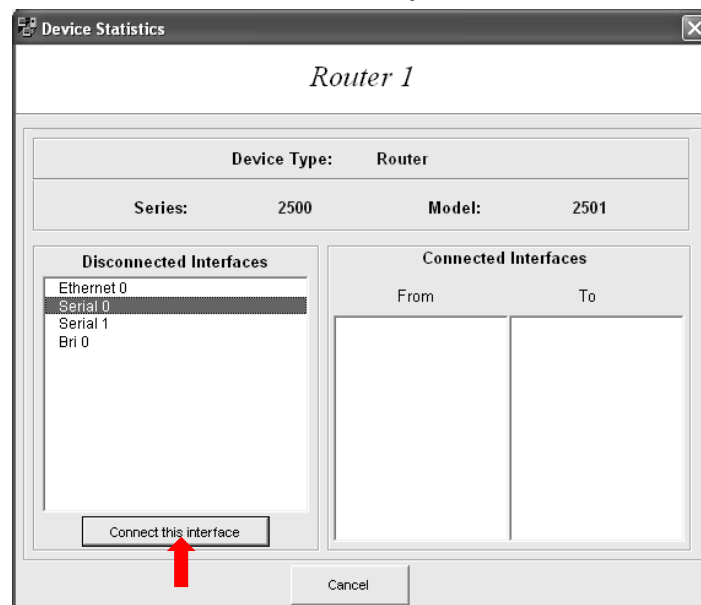 Device Statistics
Router 1
Device Type: Router
Series: 2500 Model: 2501
Disconnected Interfaces
Ethernet 0
Serial 0
Serial 1
Bri 0
Connect this interface
Connected Interfaces
From To
Cancel